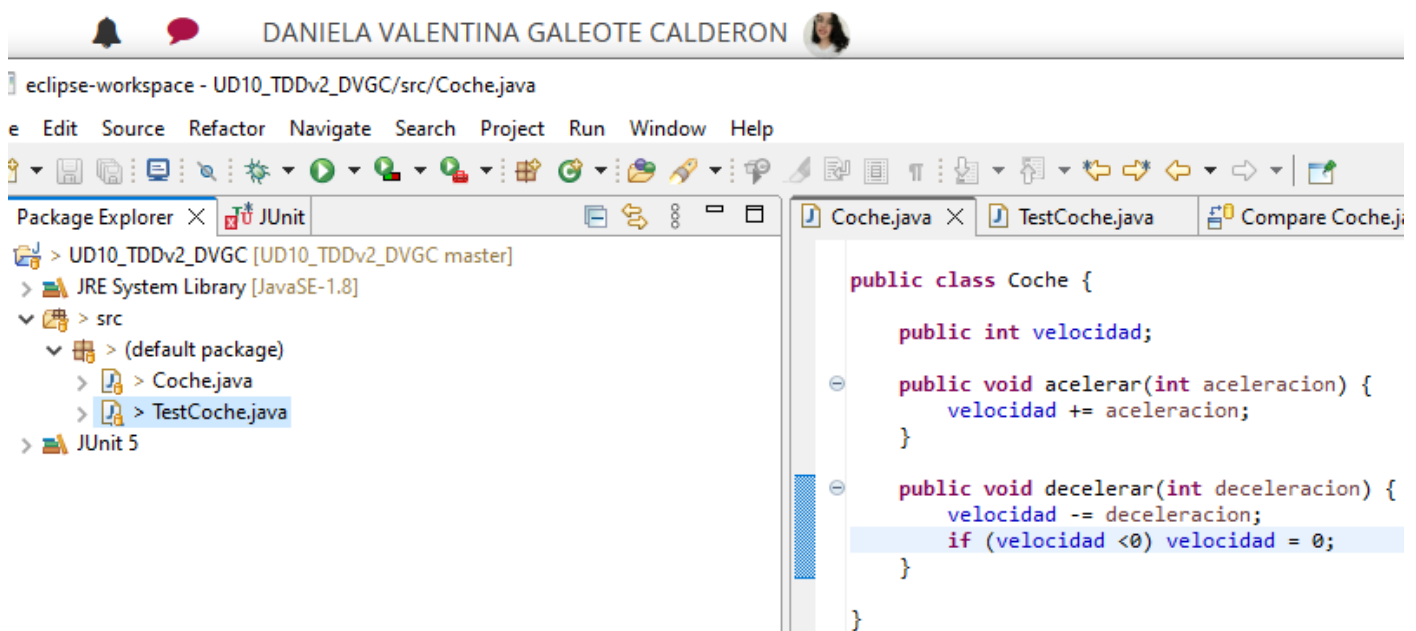 DANIELA VALENTINA GALEOTE CALDERON
eclipse-workspace - UD10_TDDv2_DVGC/src/Coche.java
e Edit Source Refactor Navigate Search Project Run Window Help
Package Explorer
JUnit
> UD10_TDDv2_DVGC [UD10_TDDv2_DVGC master]
JRE System Library [JavaSE-1.8]
> src
> (default package)
> Coche.java
> TestCoche.java
JUnit 5
Coche.java
TestCoche.java
Compare Coche.ja
public class Coche {
public int velocidad;
public void acelerar(int aceleracion) {
velocidad += aceleracion;
}
public void decelerar(int deceleracion) {
velocidad -= deceleracion;
if (velocidad <0) velocidad = 0;
}
}